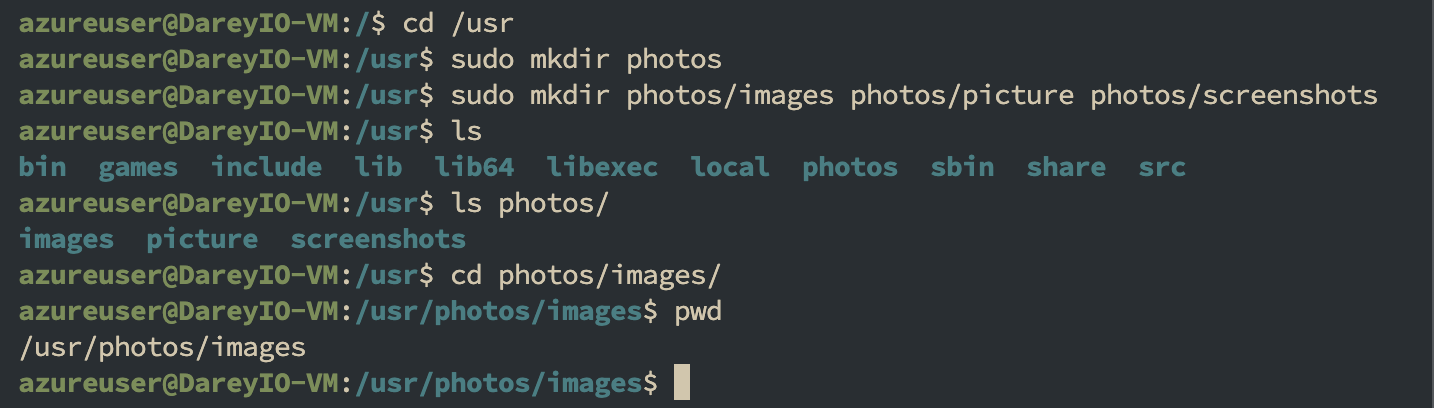 azureuser@DareyIO-VM:/$ cd /usr
azureuser@DareyIO-VM:/usr$ sudo mkdir photos
azureuser@DareyIO-VM:/usr$ sudo mkdir photos/images photos/picture photos/screenshots
azureuser@DareyIO-VM:/usr$ ls
bin  games  include  lib  lib64  libexec  local  photos  sbin  share  src
azureuser@DareyIO-VM:/usr$ ls photos/
images  picture  screenshots
azureuser@DareyIO-VM:/usr$ cd photos/images/
azureuser@DareyIO-VM:/usr/photos/images$ pwd
/usr/photos/images
azureuser@DareyIO-VM:/usr/photos/images$